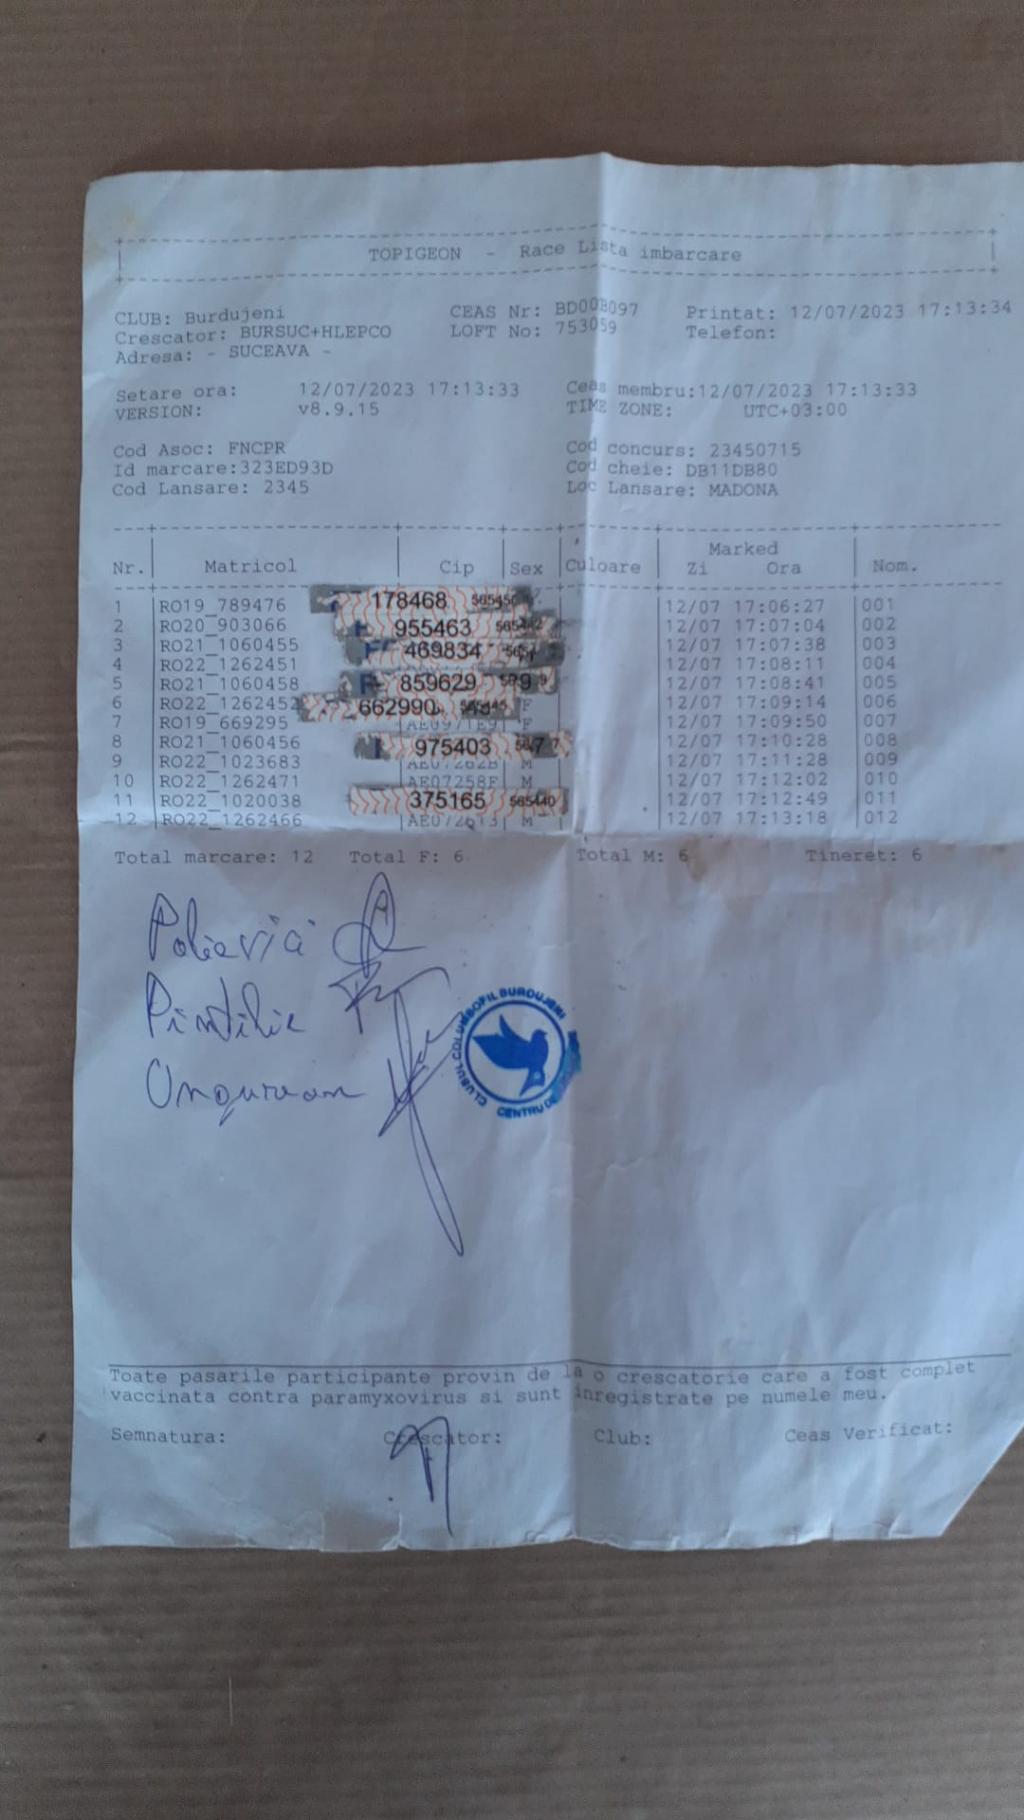 TOPIGEON - Race Lista imbarcare
CLUB: Burdujeni CEAS Nr: BD00B097 Printat: 12/07/2023 17:13:34
Crescator: BURSUC+HLEPCO LOFT No: 753059 Telefon:
Adresa: - SUCEAVA -
Setare ora: 12/07/2023 17:13:33 Ceas membru:12/07/2023 17:13:33
VERSION: v8.9.15 TIME ZONE: UTC+03:00
Cod Asoc: FNCPR Cod concurs: 23450715
Id marcare:323ED93D Cod cheie: DB11DB80
Cod Lansare: 2345 Loc Lansare: MADONA
Marked
Nr. Matricol Cip Sex Culoare Zi Ora Nom.
1 RO19_789476 178468 12/07 17:06:27 001
2 RO20_903066 955463 12/07 17:07:04 002
3 RO21_1060455 469834 12/07 17:07:38 003
4 RO22_1262451 12/07 17:08:11 004
5 RO21_1060458 859629 12/07 17:08:41 005
6 RO22_1262452 662990 F 12/07 17:09:14 006
7 RO19_669295 AE0971E9 F 12/07 17:09:50 007
8 RO21_1060456 975403 12/07 17:10:28 008
9 RO22_1023683 AE07262B M 12/07 17:11:28 009
10 RO22_1262471 AE07258F M 12/07 17:12:02 010
11 RO22_1020038 375165 565440 12/07 17:12:49 011
12 RO22_1262466 AE072613 M 12/07 17:13:18 012
Total marcare: 12 Total F: 6 Total M: 6 Tineret: 6
Pintilie
Ungurean
CLUBUL COLUMBOFIL BURDUJENI
CENTRU DE
Toate pasarile participante provin de la o crescatorie care a fost complet
vaccinata contra paramyxovirus si sunt inregistrate pe numele meu.
Semnatura: Crescator: Club: Ceas Verificat: